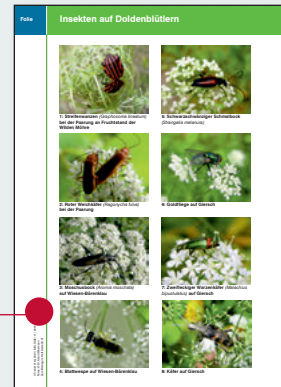 Folie
Insekten auf Doldenblütlern
1: Streifenwanzen (Graphosoma lineatum)
bei der Paarung an Fruchtstand der
Wilden Möhre
5: Schwarzschwänziger Schmalbock
(Strangalia melanura)
2: Roter Weichkäfer (Ragonycha fulva)
bei der Paarung
6: Goldfliege auf Giersch
3: Moschusbock (Aromia moschata)
auf Wiesen-Bärenklau
7: Zweifleckiger Warzenkäfer (Malachius
bipustulatus) auf Giersch
4: Blattwespe auf Wiesen-Bärenklau
8: Käfer auf Giersch